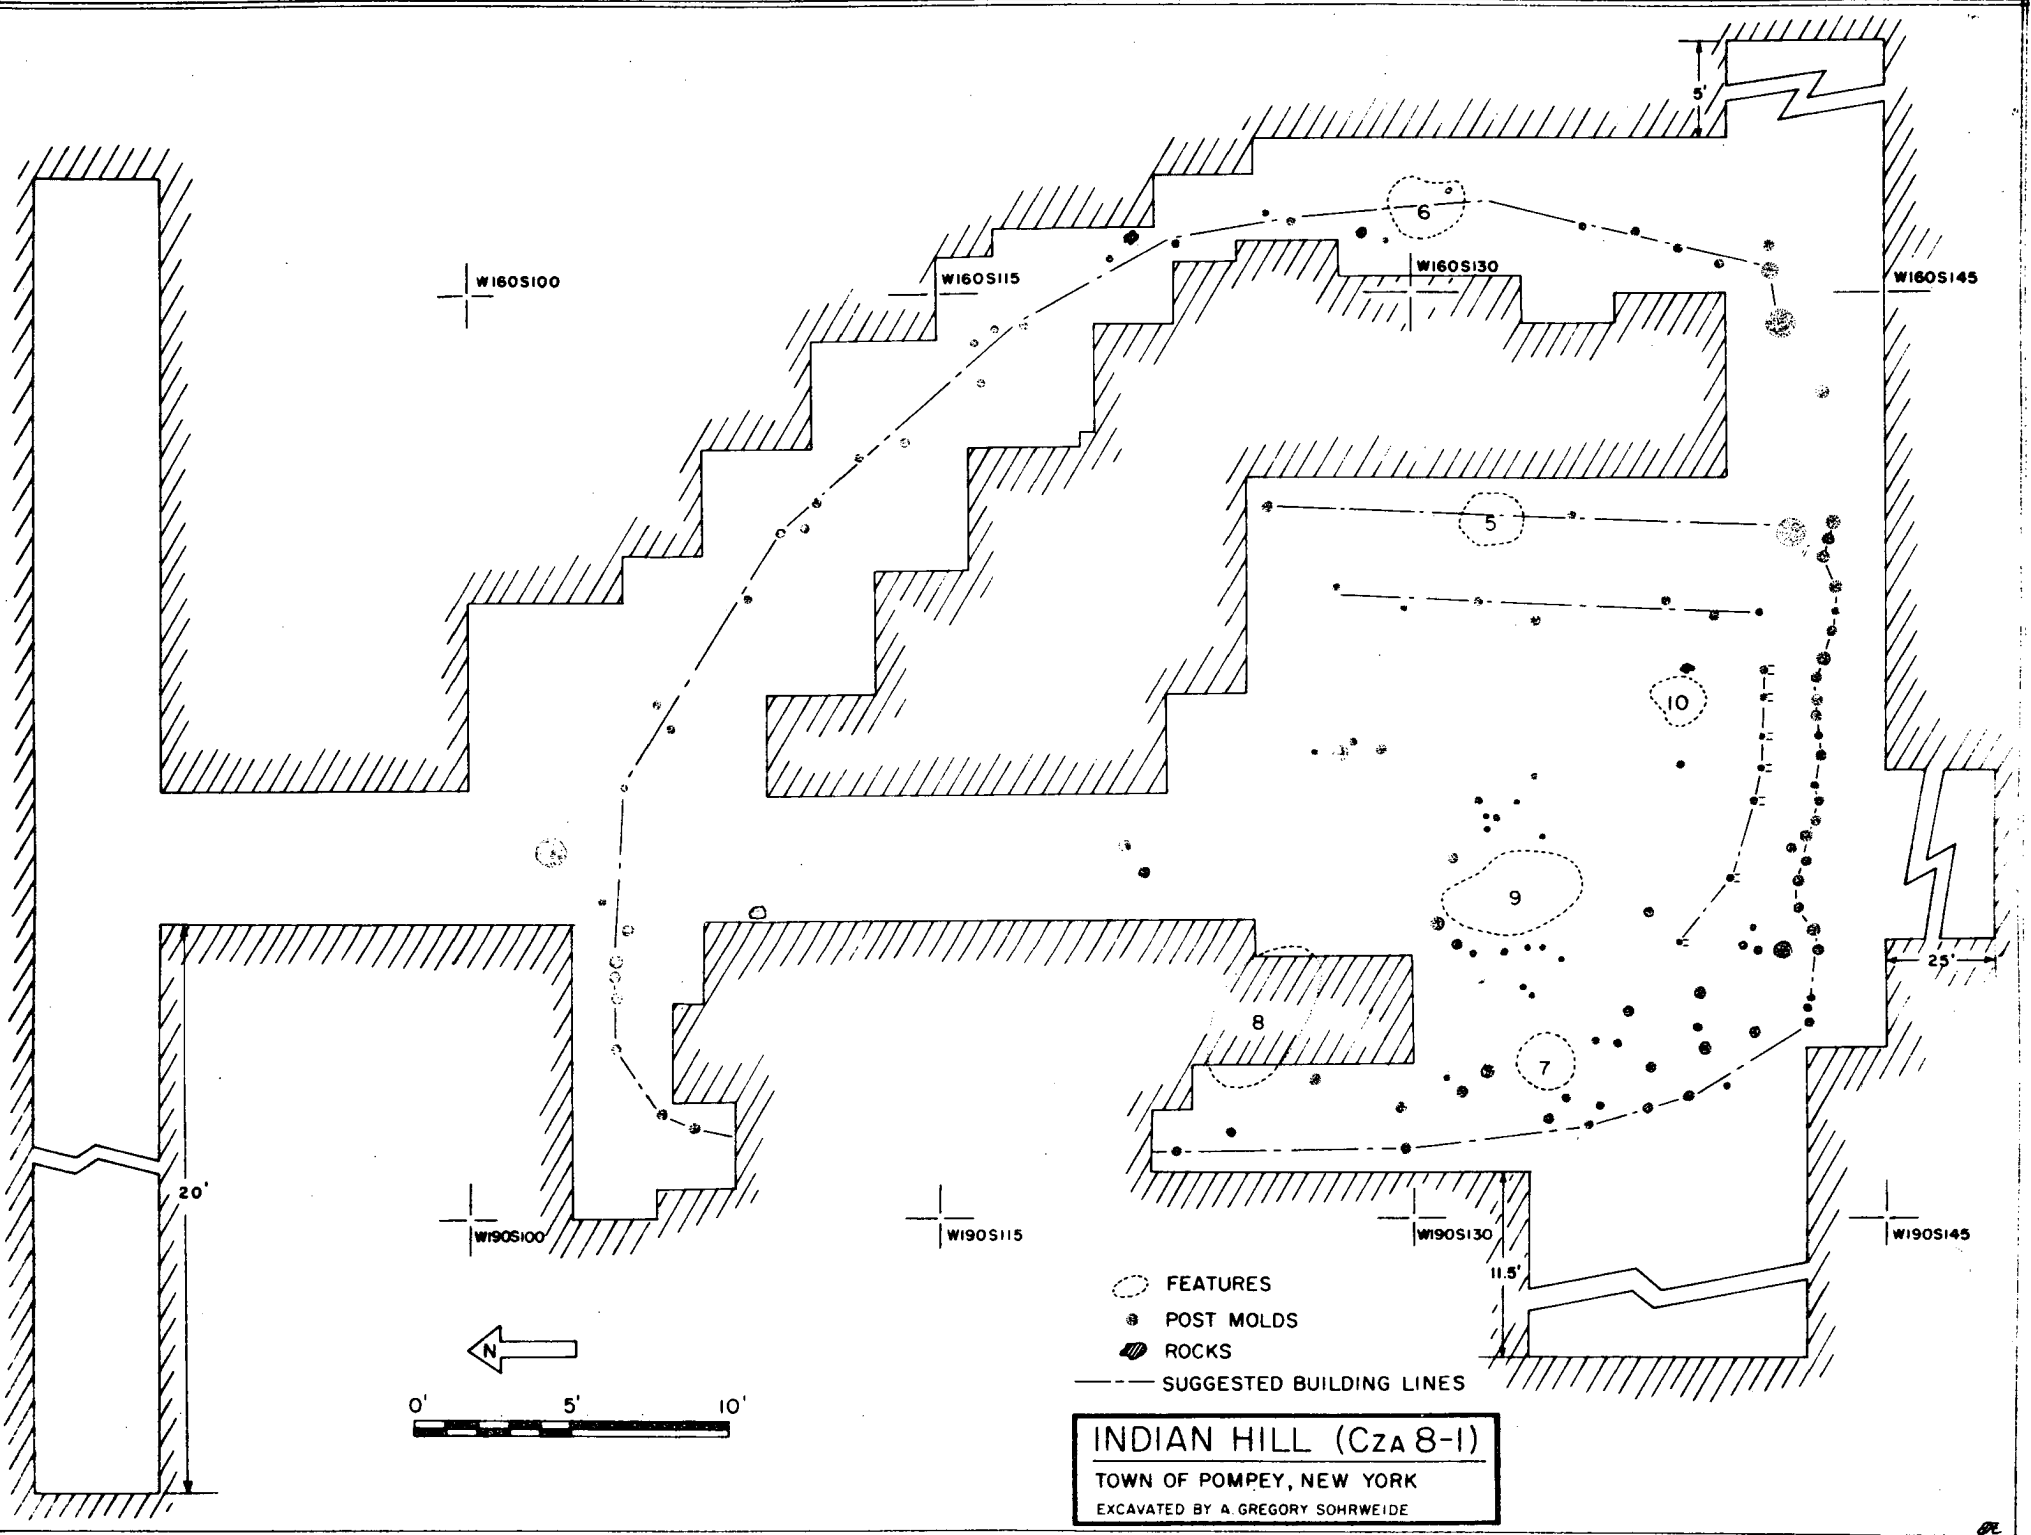 5'
6
W160S100
W160S115
W160S130
W160S145
5
10
9
25'
8
7
20'
W190S100
W190S115
W190S130
W190S145
11.5'
FEATURES
POST MOLDS
ROCKS
SUGGESTED BUILDING LINES
N
0' 5' 10'
INDIAN HILL (CZA 8-1)
TOWN OF POMPEY, NEW YORK
EXCAVATED BY A. GREGORY SOHRWEIDE